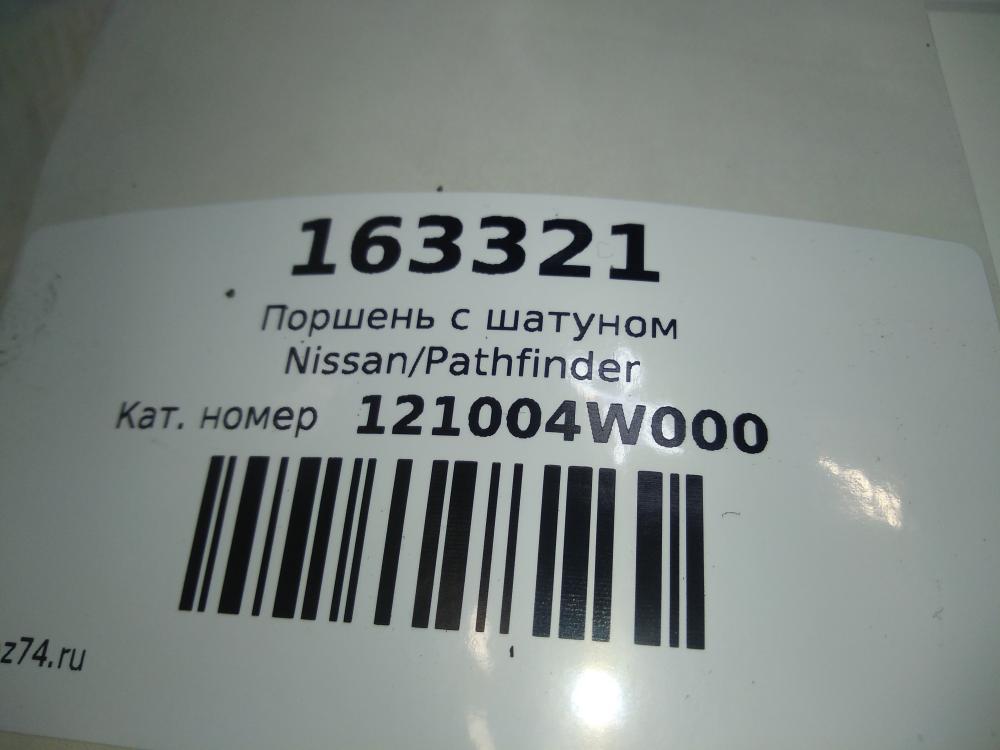 163321
Поршень с шатуном
Nissan/Pathfinder
Кат. номер 121004W000
z74.ru